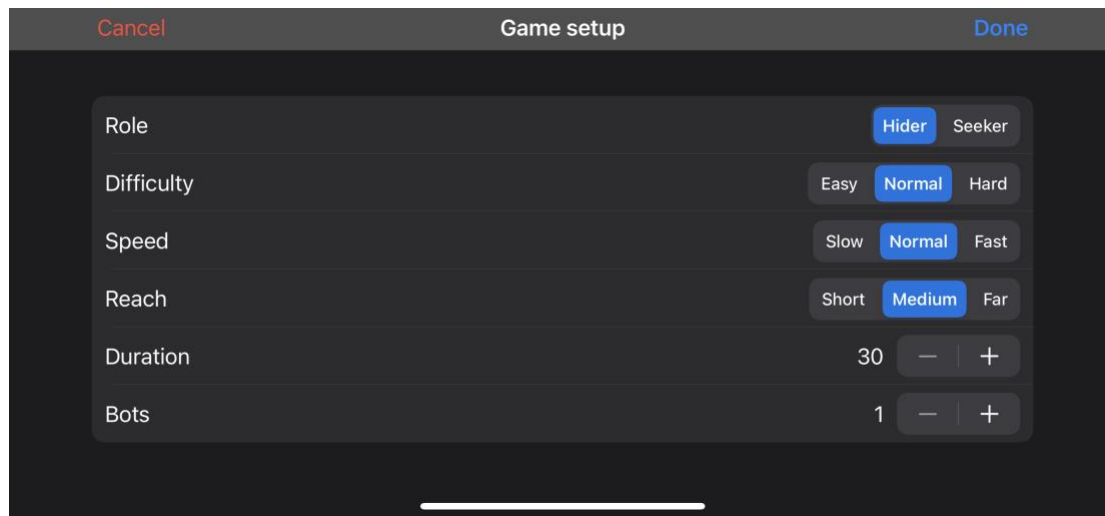 Cancel Game setup Done
Role Hider Seeker
Difficulty Easy Normal Hard
Speed Slow Normal Fast
Reach Short Medium Far
Duration 30 − +
Bots 1 − +